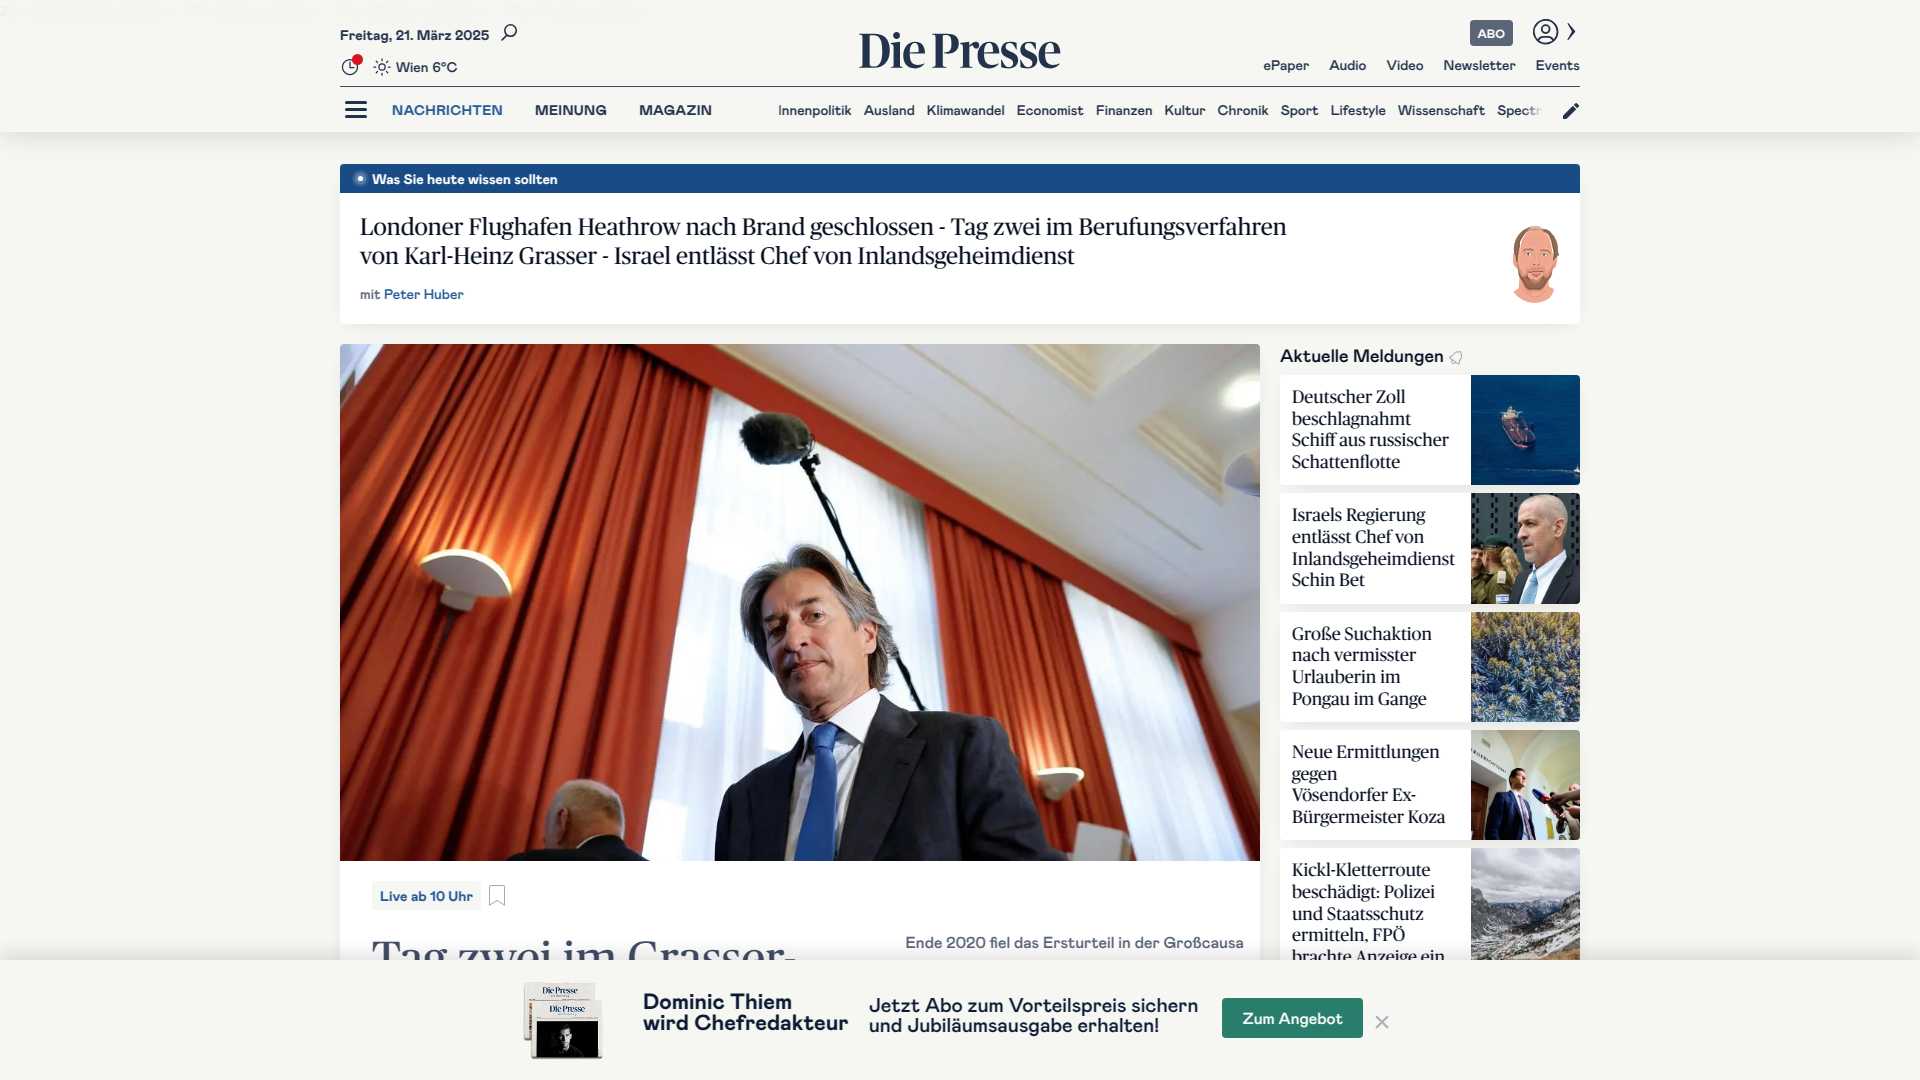 Freitag, 21. März 2025
Die Presse
ABO
Wien 6°C
ePaper Audio Video Newsletter Events
NACHRICHTEN MEINUNG MAGAZIN
Innenpolitik Ausland Klimawandel Economist Finanzen Kultur Chronik Sport Lifestyle Wissenschaft Spectr
Was Sie heute wissen sollten
Londoner Flughafen Heathrow nach Brand geschlossen - Tag zwei im Berufungsverfahren
von Karl-Heinz Grasser - Israel entlässt Chef von Inlandsgeheimdienst
mit Peter Huber
Live ab 10 Uhr
Tag zwei im Grasser-
Ende 2020 fiel das Ersturteil in der Großcausa
Aktuelle Meldungen
Deutscher Zoll
beschlagnahmt
Schiff aus russischer
Schattenflotte
Israels Regierung
entlässt Chef von
Inlandsgeheimdienst
Schin Bet
Große Suchaktion
nach vermisster
Urlauberin im
Pongau im Gange
Neue Ermittlungen
gegen
Vösendorfer Ex-
Bürgermeister Koza
Kickl-Kletterroute
beschädigt: Polizei
und Staatsschutz
ermitteln, FPÖ
brachte Anzeige ein
Die Presse
Die Presse
Dominic Thiem
wird Chefredakteur
Jetzt Abo zum Vorteilspreis sichern
und Jubiläumsausgabe erhalten!
Zum Angebot